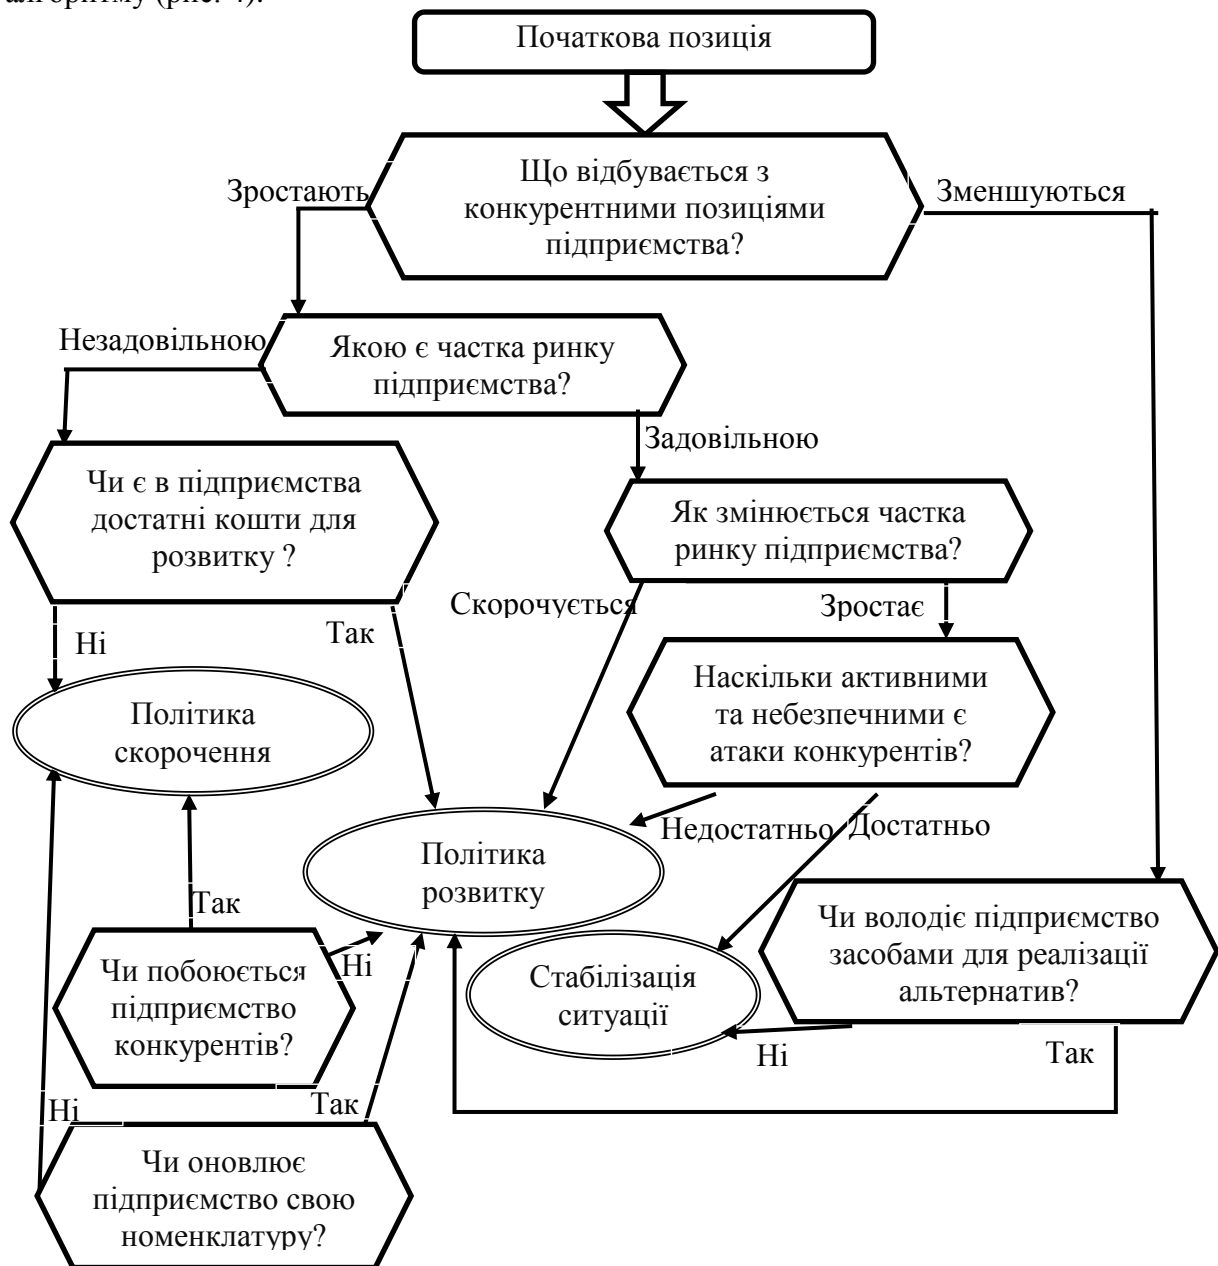 алгоритму (рис. 4).
Початкова позиція
Що відбувається з
конкурентними позиціями
підприємства?
Зростають
Зменшуються
Якою є частка ринку
підприємства?
Незадовільною
Задовільною
Чи є в підприємства
достатні кошти для
розвитку ?
Як змінюється частка
ринку підприємства?
Скорочується
Зростає
Ні
Так
Наскільки активними
та небезпечними є
атаки конкурентів?
Політика
скорочення
Недостатньо
Достатньо
Політика
розвитку
Так
Чи володіє підприємство
засобами для реалізації
альтернатив?
Чи побоюється
підприємство
конкурентів?
Ні
Стабілізація
ситуації
Ні
Так
Ні
Так
Чи оновлює
підприємство свою
номенклатуру?